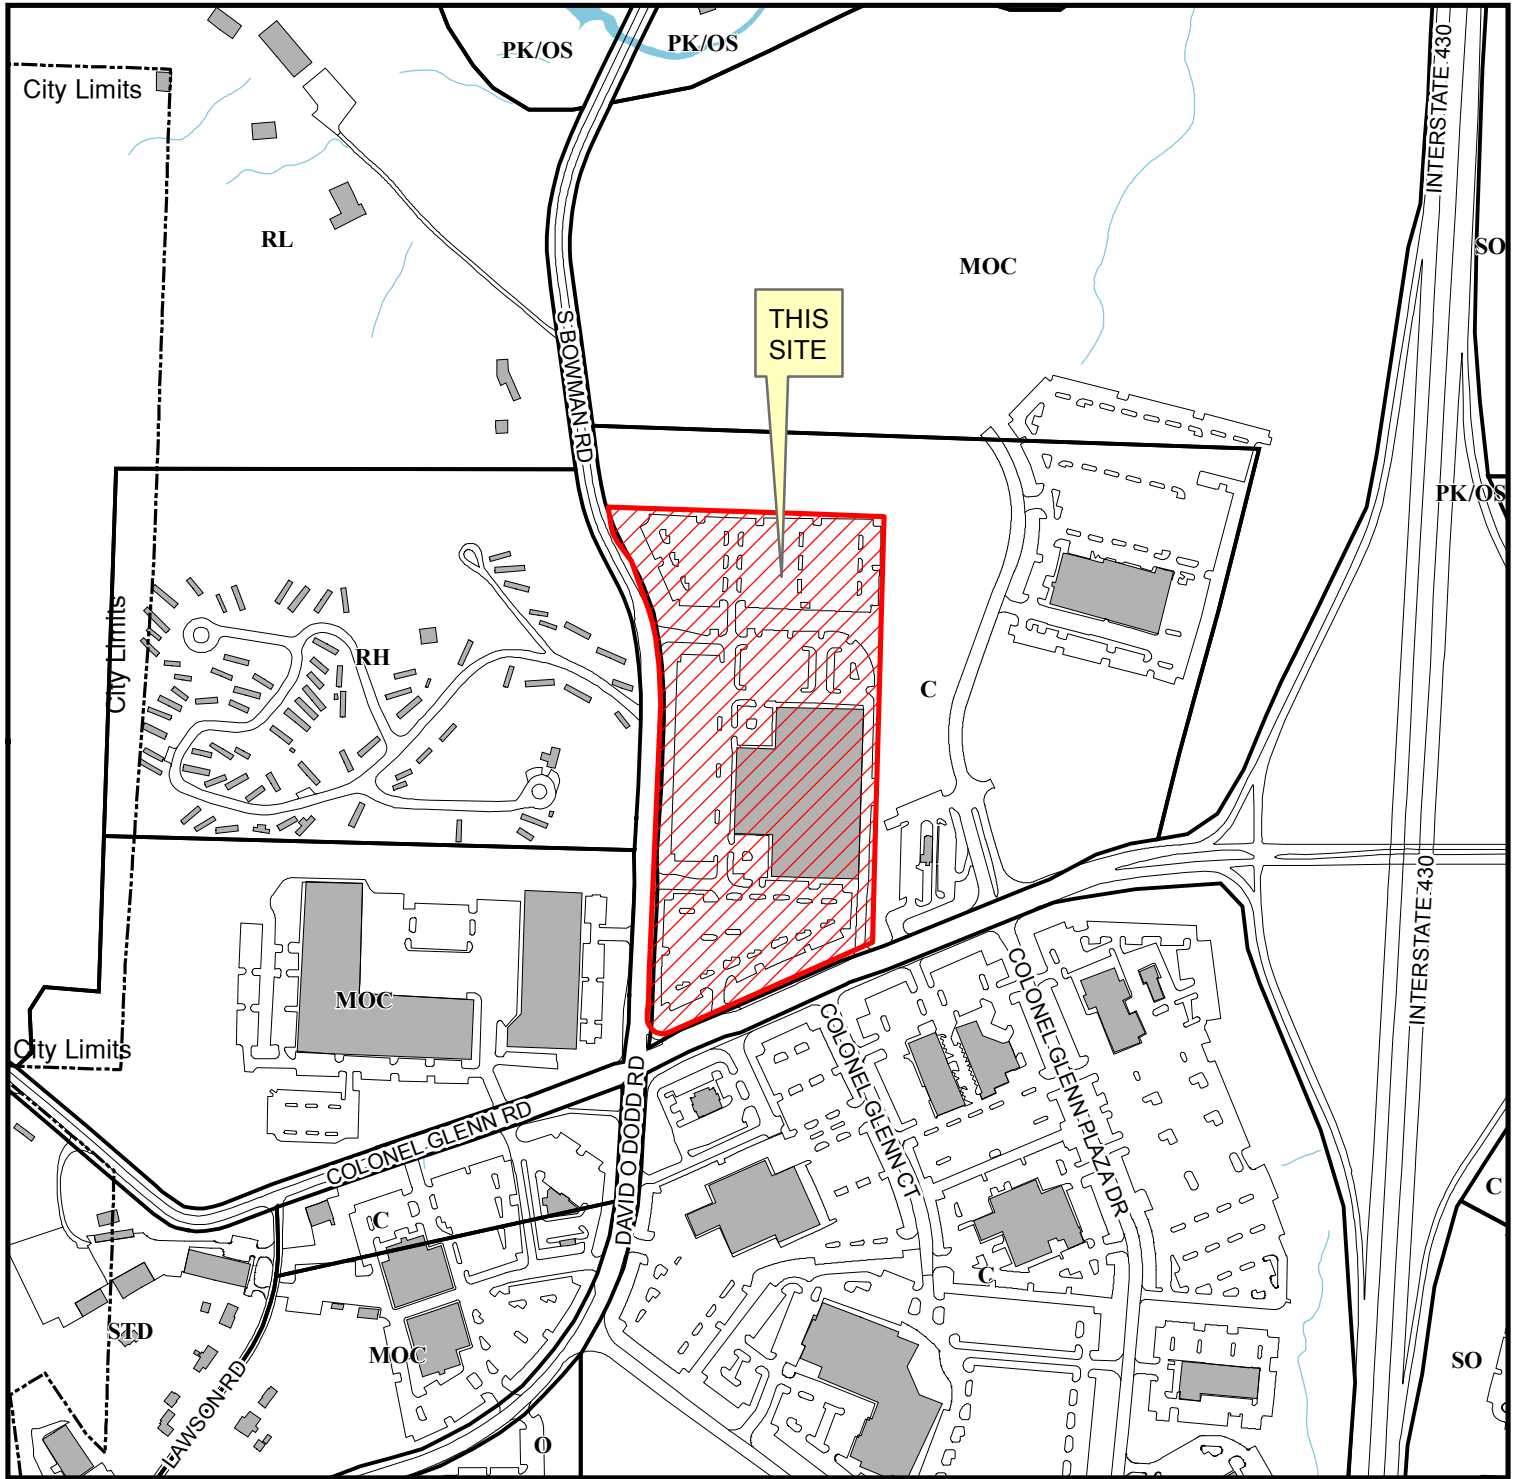 PK/OS
PK/OS
City Limits
INTERSTATE 430
RL
SO
MOC
THIS
SITE
S BOWMAN RD
PK/OS
City Limits
RH
C
INTERSTATE 430
MOC
City Limits
COLONEL GLENN RD
DAVID O DODD RD
COLONEL GLENN CT
COLONEL GLENN PLAZA DR
C
C
C
STD
MOC
SO
LAWSON RD
O